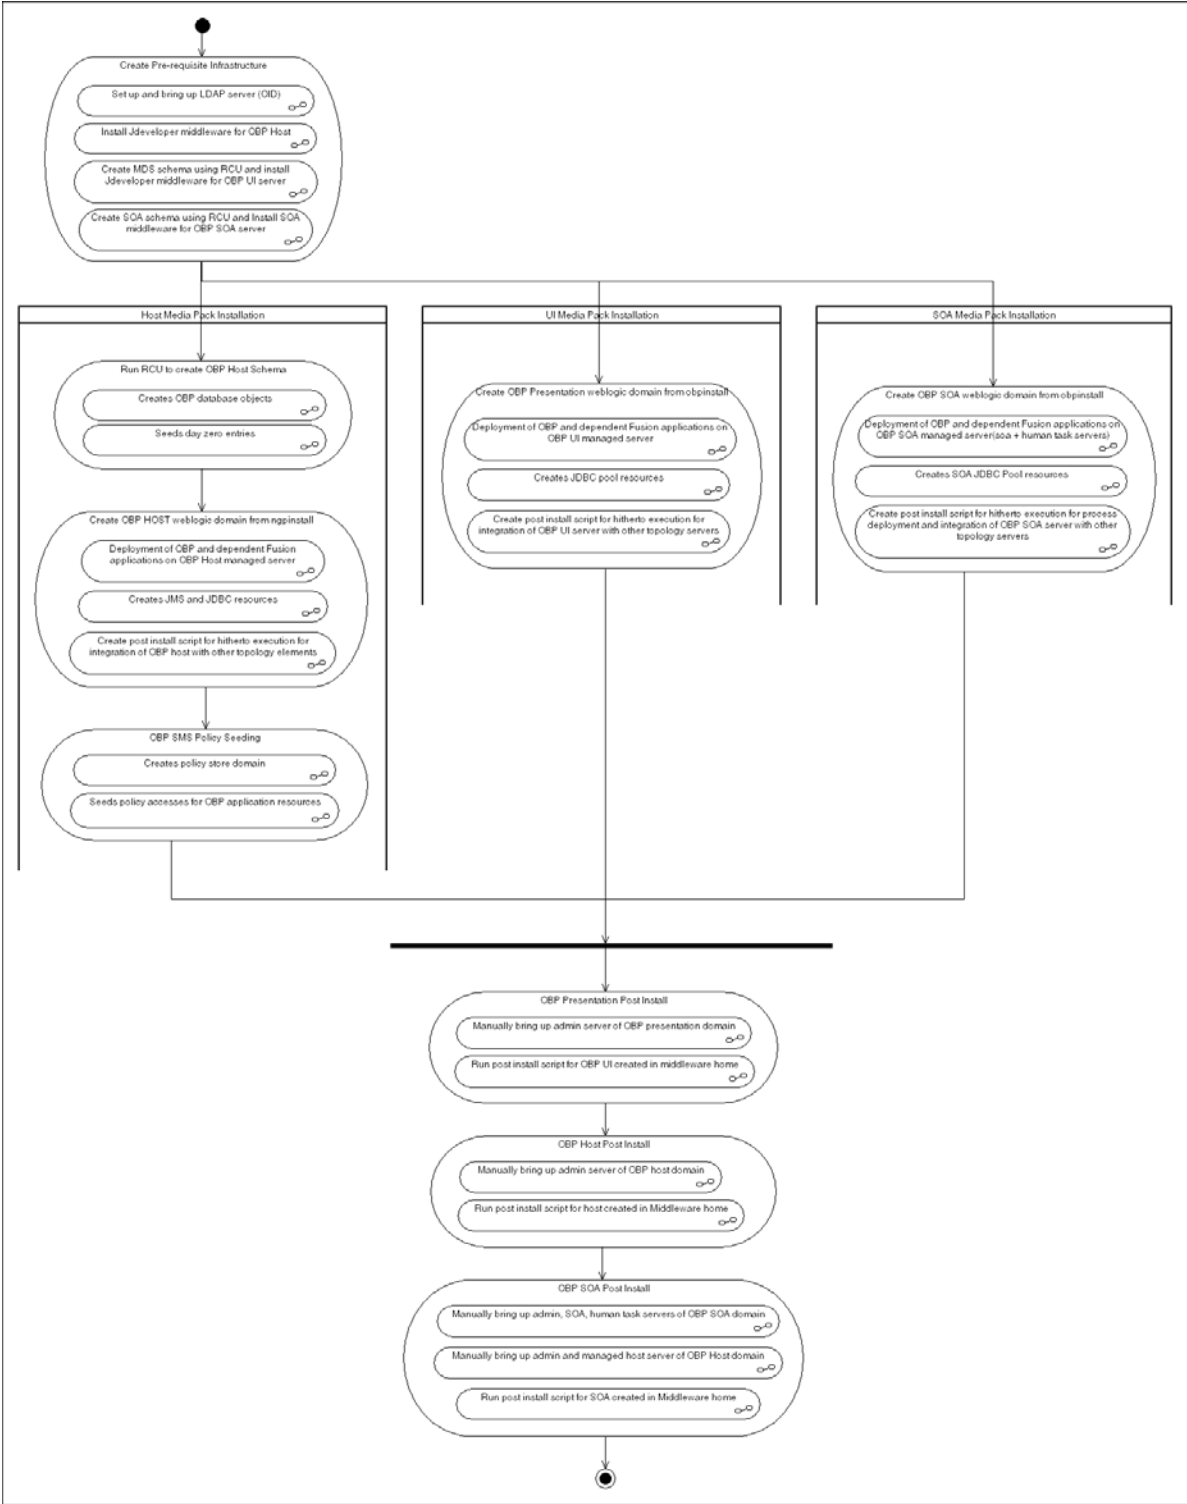 Create Pre-requisite Infrastructure
Set up and bring up LDAP server (OID)
Install Jdeveloper middleware for OBP Host
Create MDS schema using RCU and install
Jdeveloper middleware for OBP UI server
Create SOA schema using RCU and Install SOA
middleware for OBP SOA server
Host Media Pack Installation
Run RCU to create OBP Host Schema
Creates OBP database objects
Seeds day zero entries
Create OBP HOST weblogic domain from ngpinstall
Deployment of OBP and dependent Fusion
applications on OBP Host managed server
Creates JMS and JDBC resources
Create post install script for hitherto execution for
integration of OBP host with other topology elements
OBP SMS Policy Seeding
Creates policy store domain
Seeds policy accesses for OBP application resources
UI Media Pack Installation
Create OBP Presentation weblogic domain from obpinstall
Deployment of OBP and dependent Fusion applications on
OBP UI managed server
Creates JDBC pool resources
Create post install script for hitherto execution for
integration of OBP UI server with other topology servers
SOA Media Pack Installation
Create OBP SOA weblogic domain from obpinstall
Deployment of OBP and dependent Fusion applications on
OBP SOA managed server(soa + human task servers)
Creates SOA JDBC Pool resources
Create post install script for hitherto execution for process
deployment and integration of OBP SOA server with other
topology servers
OBP Presentation Post Install
Manually bring up admin server of OBP presentation domain
Run post install script for OBP UI created in middleware home
OBP Host Post Install
Manually bring up admin server of OBP host domain
Run post install script for host created in Middleware home
OBP SOA Post Install
Manually bring up admin, SOA, human task servers of OBP SOA domain
Manually bring up admin and managed host server of OBP Host domain
Run post install script for SOA created in Middleware home